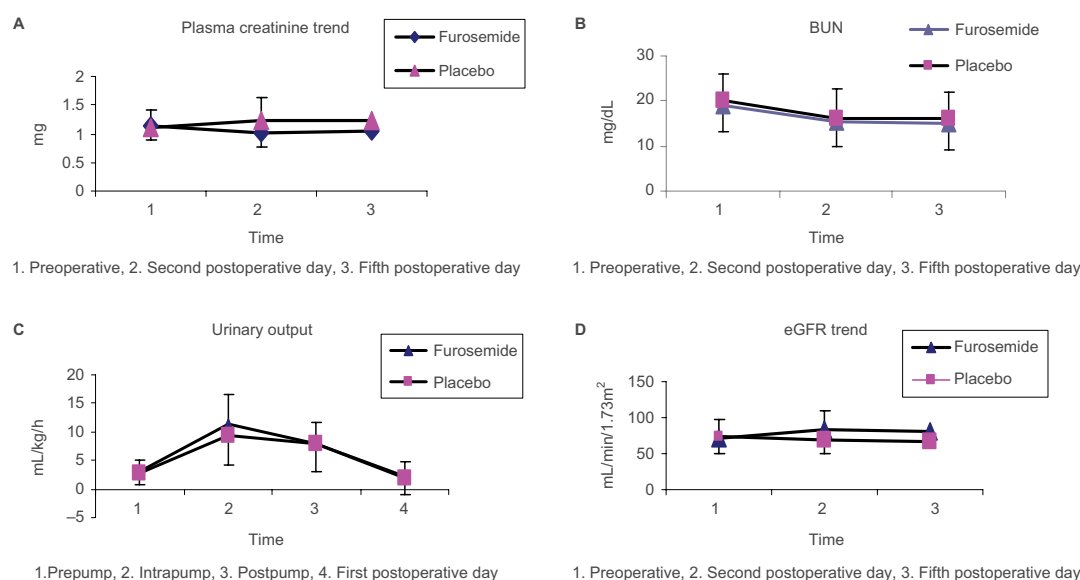 A
Plasma creatinine trend
Furosemide
Placebo
2
1.5
1
0.5
0
mg
1 2 3
Time
1. Preoperative, 2. Second postoperative day, 3. Fifth postoperative day
B
BUN
Furosemide
Placebo
30
20
10
0
mg/dL
1 2 3
Time
1. Preoperative, 2. Second postoperative day, 3. Fifth postoperative day
C
Urinary output
Furosemide
Placebo
20
15
10
5
0
–5
mL/kg/h
1 2 3 4
Time
1.Prepump, 2. Intrapump, 3. Postpump, 4. First postoperative day
D
eGFR trend
Furosemide
Placebo
150
100
50
0
mL/min/1.73m²
1 2 3
Time
1. Preoperative, 2. Second postoperative day, 3. Fifth postoperative day